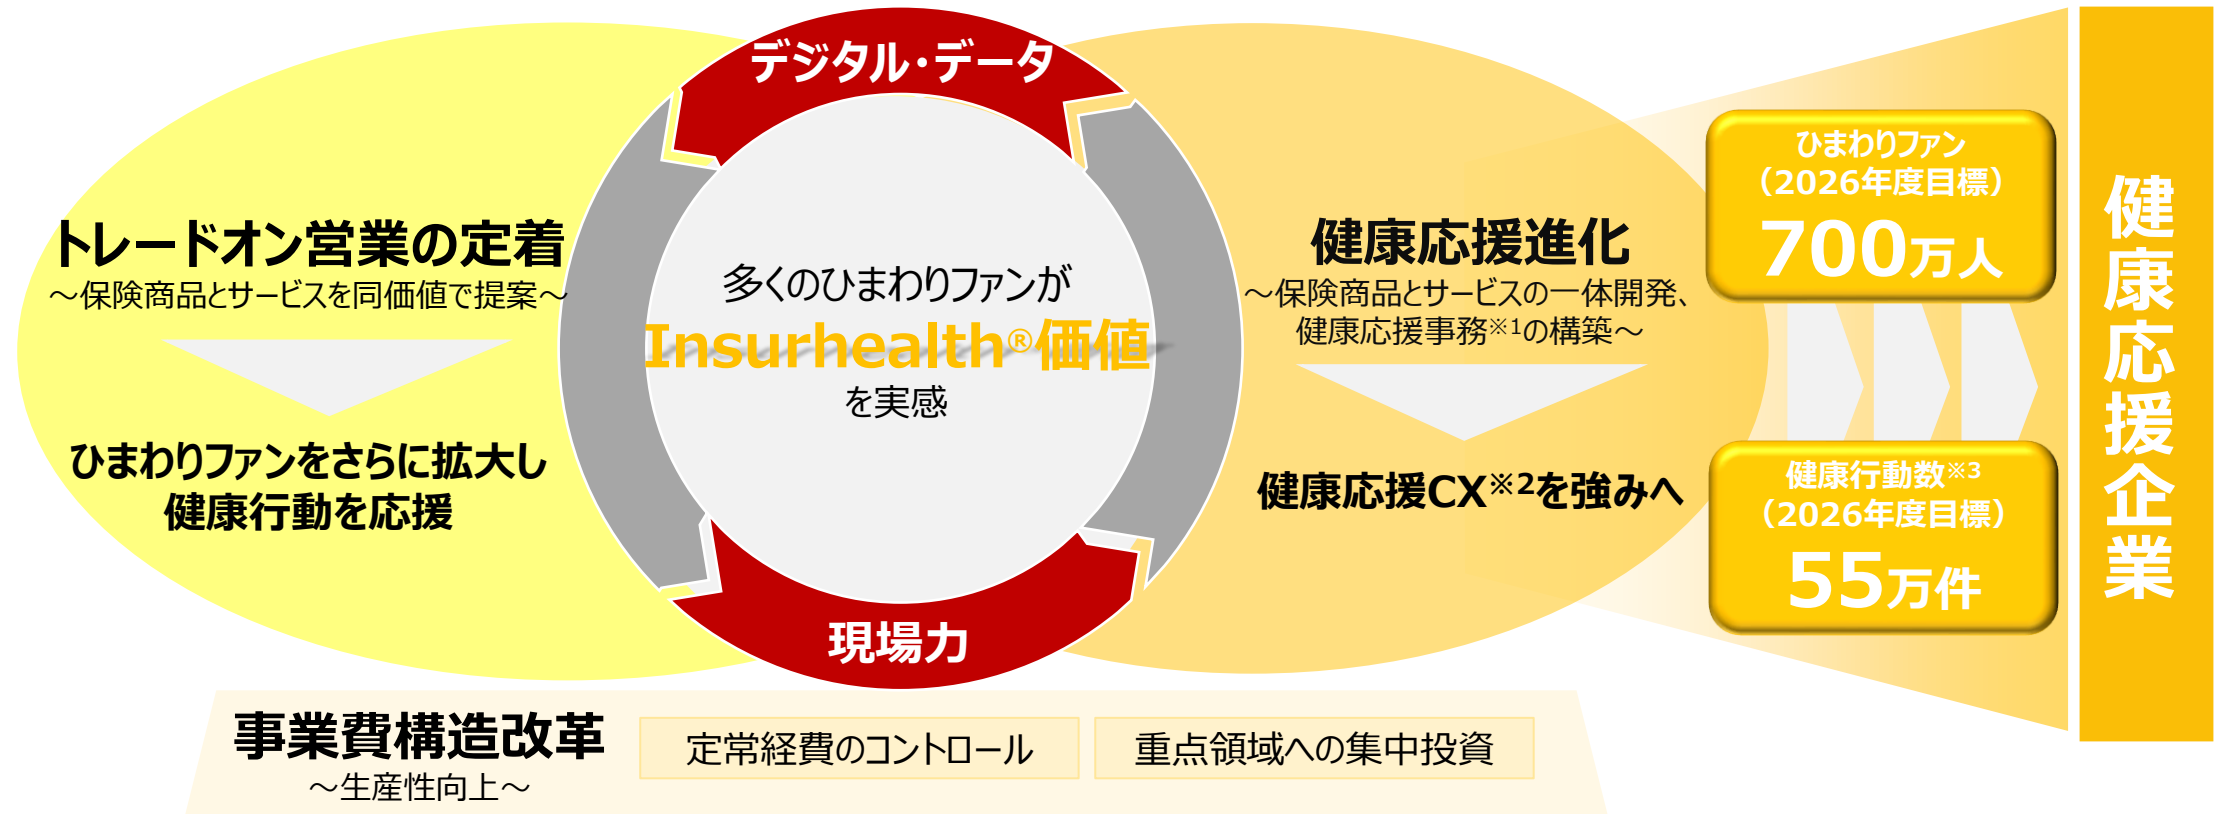 デジタル・データ
トレードオン営業の定着
～保険商品とサービスを同価値で提案～
ひまわりファンをさらに拡大し
健康行動を応援
多くのひまわりファンが
Insurhealth®価値
を実感
現場力
健康応援進化
～保険商品とサービスの一体開発、
健康応援事務※1の構築～
健康応援CX※2を強みへ
ひまわりファン
（2026年度目標）
700万人
健康行動数※3
（2026年度目標）
55万件
健康応援企業
事業費構造改革
～生産性向上～
定常経費のコントロール
重点領域への集中投資